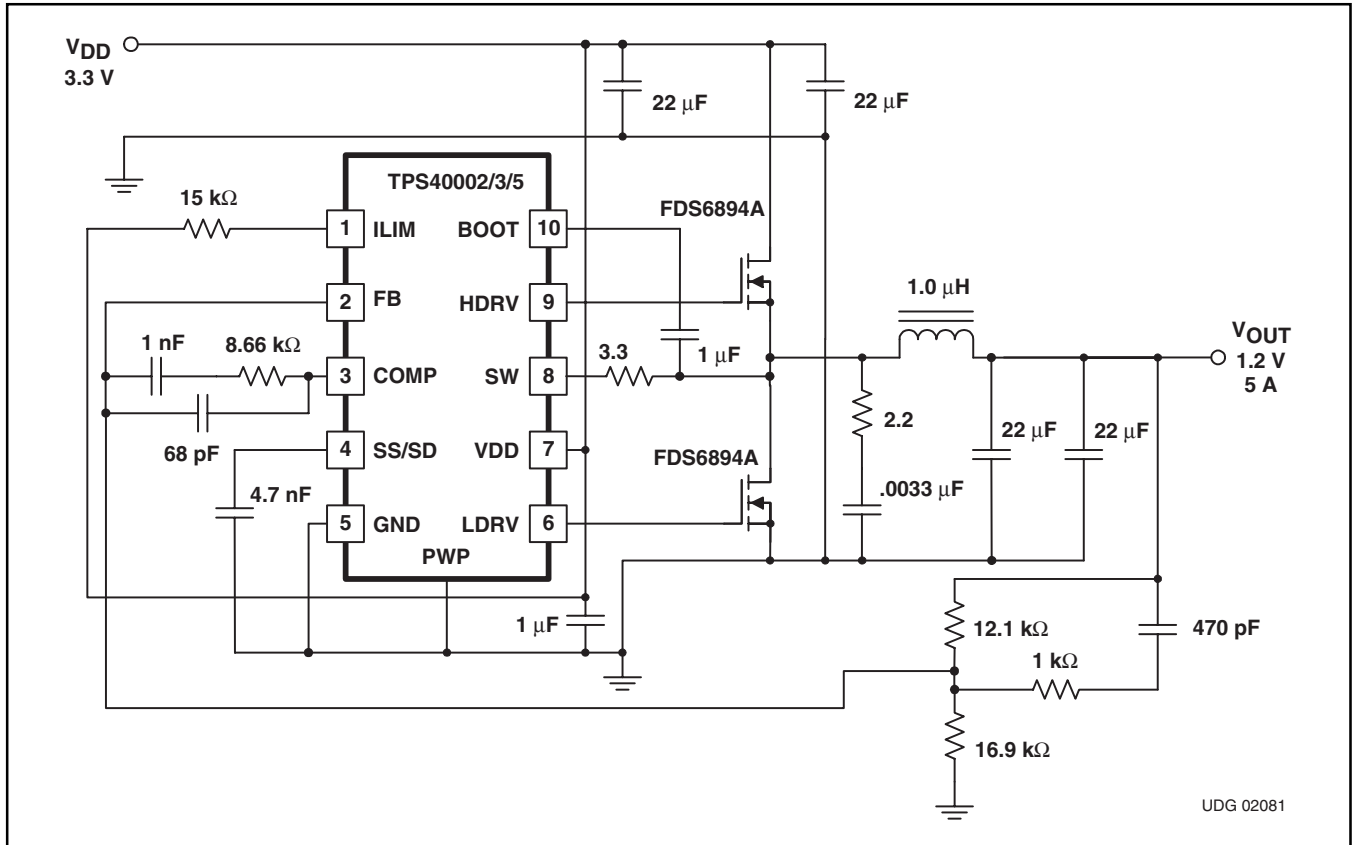 VDD
3.3 V
22 μF
22 μF
TPS40002/3/5
15 kΩ
FDS6894A
1
ILIM
BOOT
10
2
FB
HDRV
9
1.0 μH
VOUT
1.2 V
5 A
1 nF
8.66 kΩ
3
COMP
SW
8
3.3
1 μF
68 pF
2.2
22 μF
22 μF
4
SS/SD
VDD
7
FDS6894A
4.7 nF
.0033 μF
5
GND
LDRV
6
PWP
1 μF
12.1 kΩ
470 pF
1 kΩ
16.9 kΩ
UDG 02081